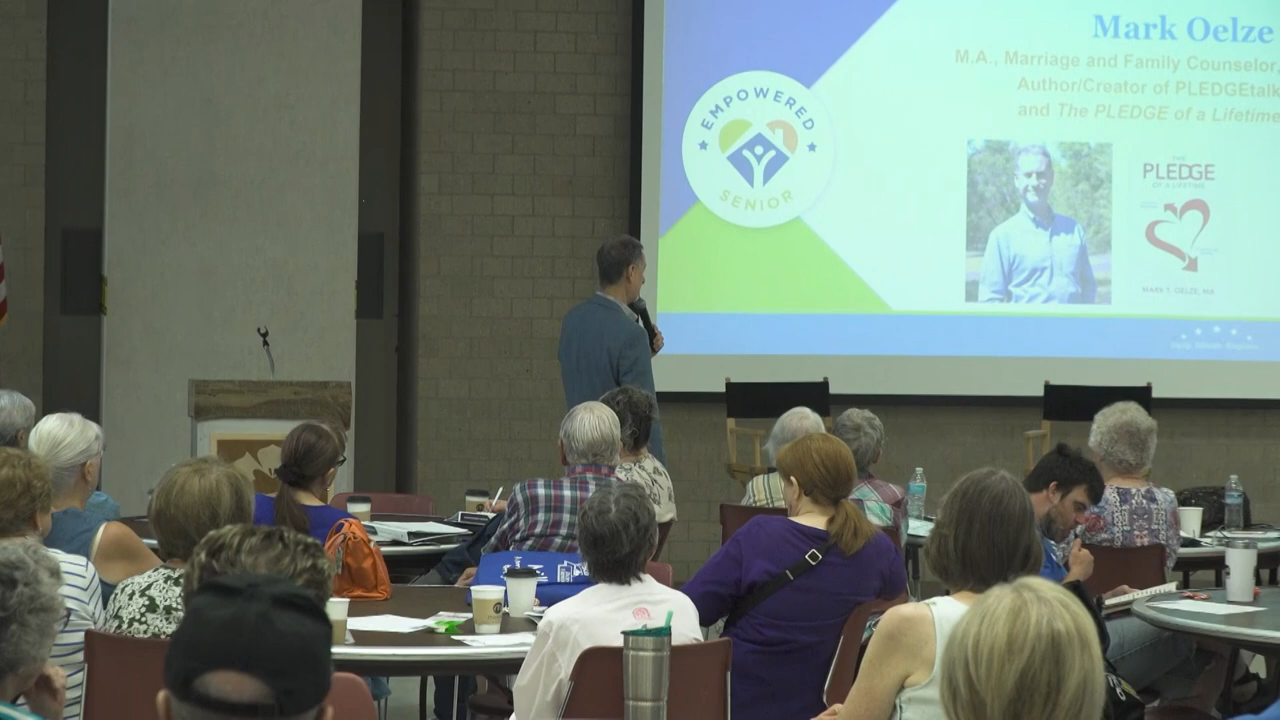 Mark Oelze
M.A., Marriage and Family Counselor,
Author/Creator of PLEDGEtalk
and The PLEDGE of a Lifetime
EMPOWERED
SENIOR
THE
PLEDGE
OF A LIFETIME
MARK T. OELZE, MA